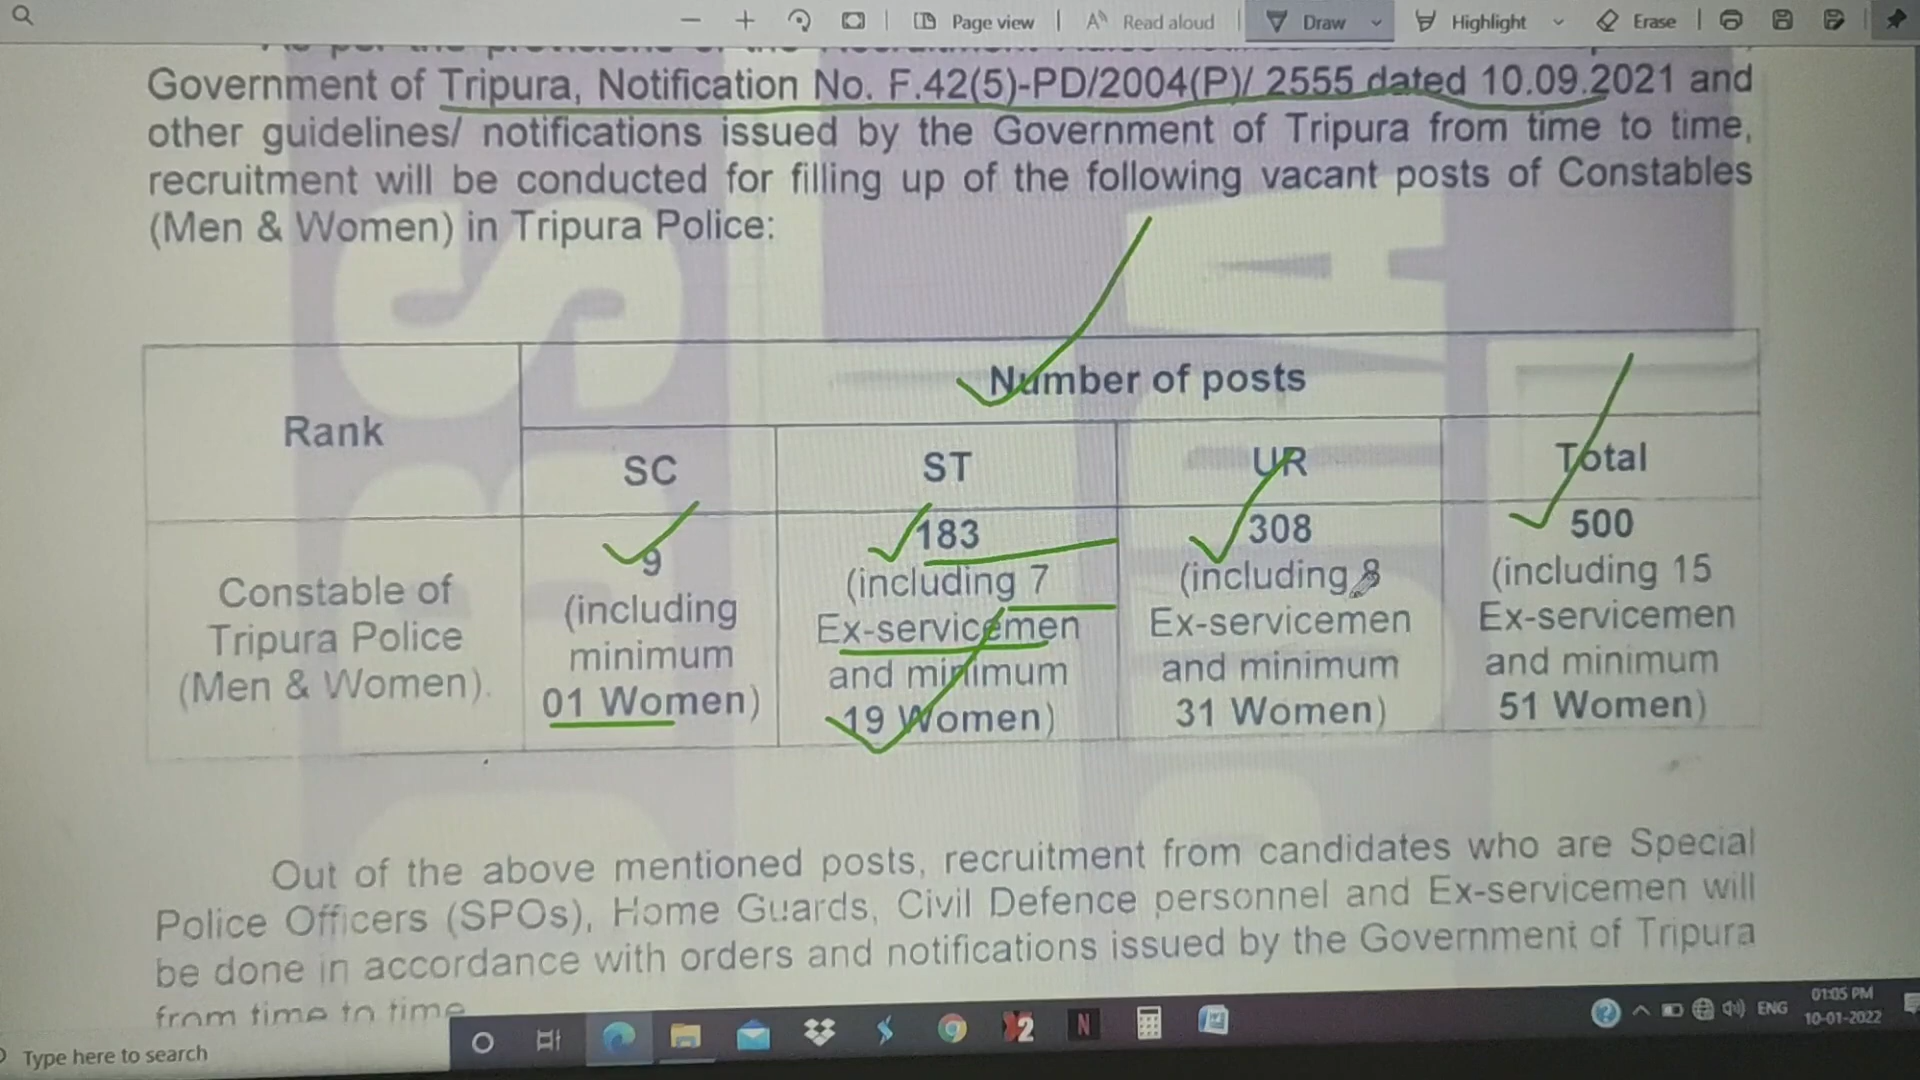 Page view
Read aloud
Draw
Highlight
Erase
Government of Tripura, Notification No. F.42(5)-PD/2004(P)/ 2555 dated 10.09.2021 and
other guidelines/ notifications issued by the Government of Tripura from time to time,
recruitment will be conducted for filling up of the following vacant posts of Constables
(Men & Women) in Tripura Police:
Rank
Number of posts
SC
ST
UR
Total
Constable of
Tripura Police
(Men & Women).
9
(including
minimum
01 Women)
183
(including 7
Ex-servicemen
and minimum
19 Women)
308
(including 8
Ex-servicemen
and minimum
31 Women)
500
(including 15
Ex-servicemen
and minimum
51 Women)
Out of the above mentioned posts, recruitment from candidates who are Special
Police Officers (SPOs), Home Guards, Civil Defence personnel and Ex-servicemen will
be done in accordance with orders and notifications issued by the Government of Tripura
from time to time
Type here to search
N
ENG
01:05 PM
10-01-2022